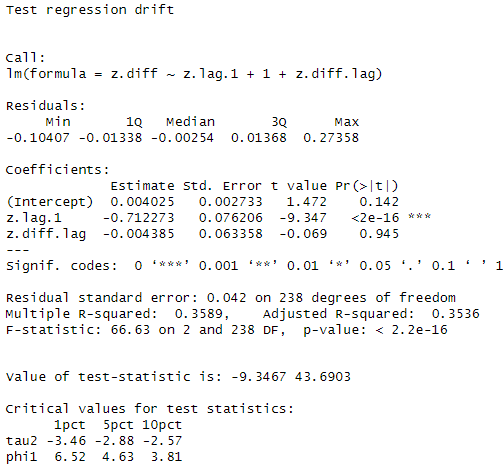 Test regression drift
Call:
lm(formula = z.diff ~ z.lag.1 + 1 + z.diff.lag)
Residuals:
     Min       1Q   Median       3Q      Max
-0.10407 -0.01338 -0.00254  0.01368  0.27358
Coefficients:
             Estimate Std. Error t value Pr(>|t|)
(Intercept)  0.004025   0.002733   1.472    0.142
z.lag.1     -0.712273   0.076206  -9.347   <2e-16 ***
z.diff.lag  -0.004385   0.063358  -0.069    0.945
---
Signif. codes:  0 ‘***’ 0.001 ‘**’ 0.01 ‘*’ 0.05 ‘.’ 0.1 ‘ ’ 1
Residual standard error: 0.042 on 238 degrees of freedom
Multiple R-squared:  0.3589,    Adjusted R-squared:  0.3536
F-statistic: 66.63 on 2 and 238 DF,  p-value: < 2.2e-16
Value of test-statistic is: -9.3467 43.6903
Critical values for test statistics:
      1pct  5pct 10pct
tau2 -3.46 -2.88 -2.57
phi1  6.52  4.63  3.81